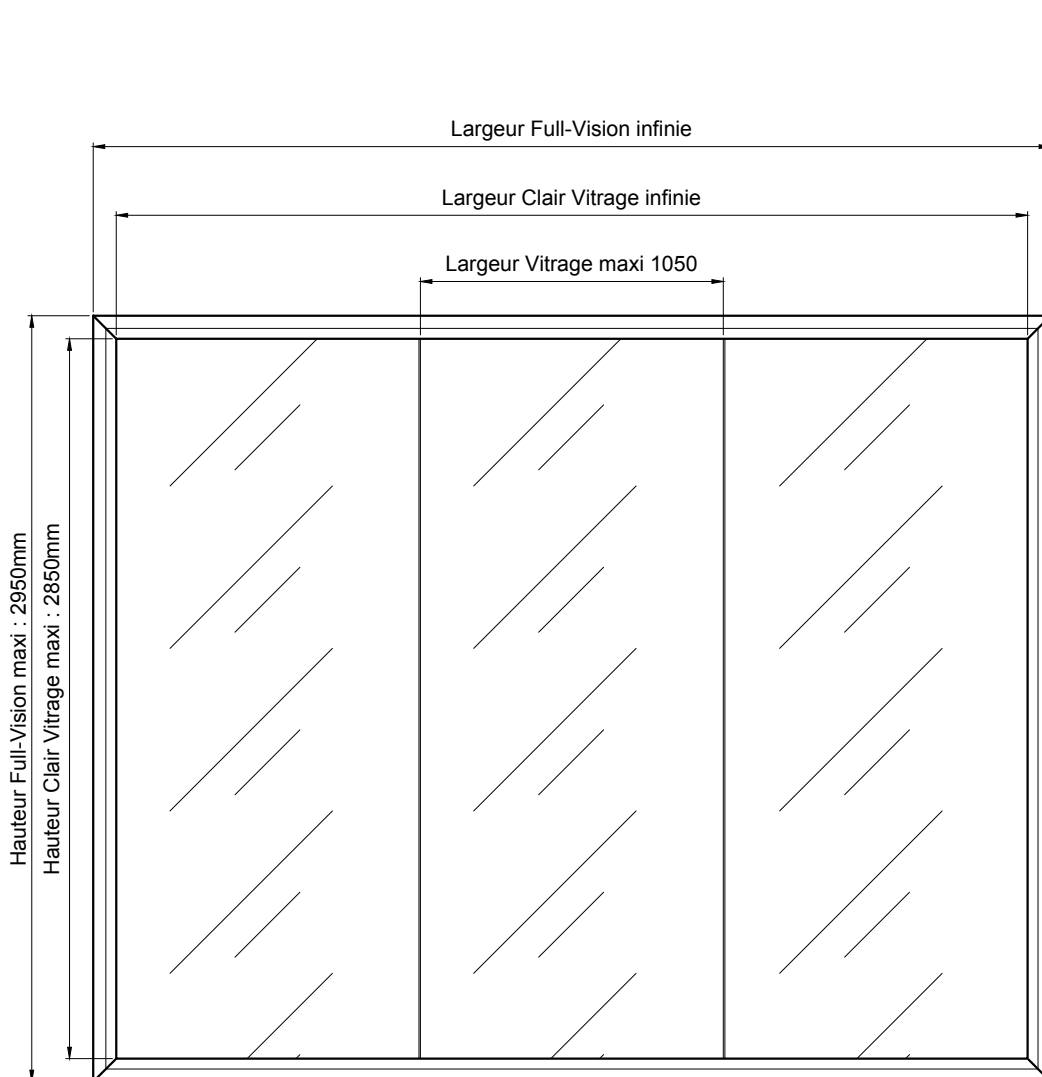 Largeur Full-Vision infinie
Largeur Clair Vitrage infinie
Largeur Vitrage maxi 1050
Hauteur Full-Vision maxi : 2950mm
Hauteur Clair Vitrage maxi : 2850mm